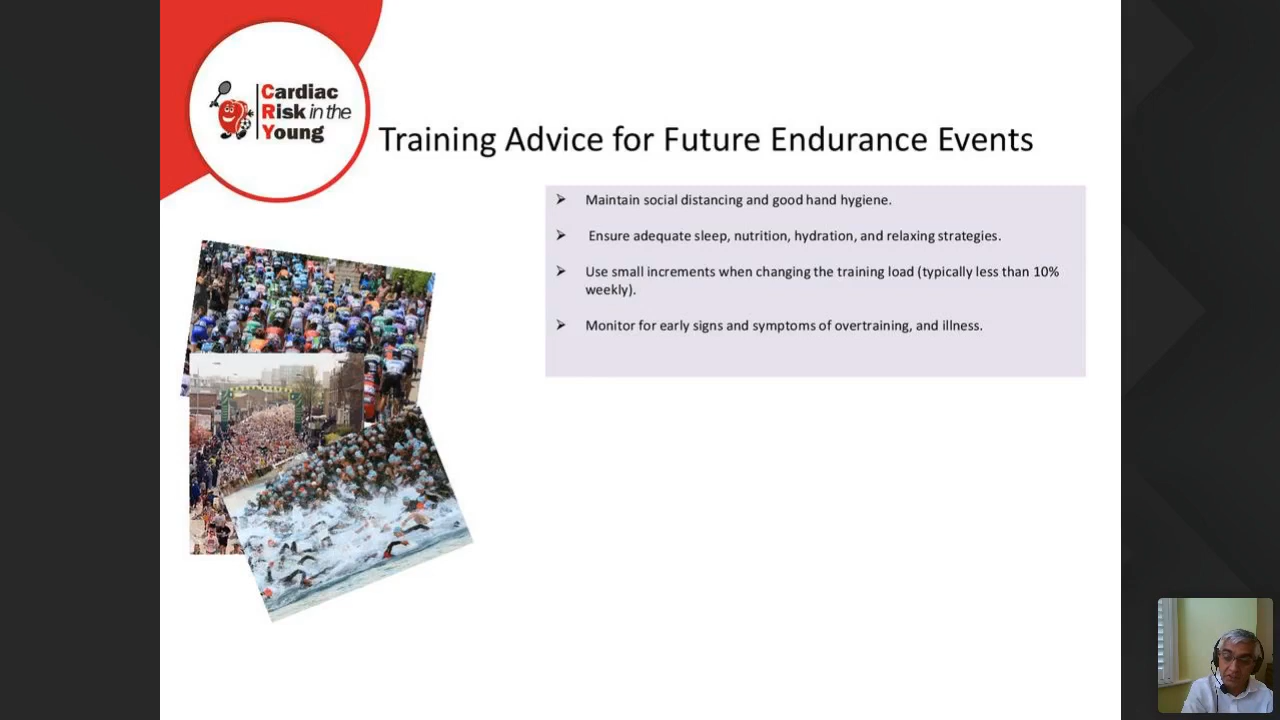 Cardiac
Risk in the
Young
Training Advice for Future Endurance Events
➢ Maintain social distancing and good hand hygiene.
➢ Ensure adequate sleep, nutrition, hydration, and relaxing strategies.
➢ Use small increments when changing the training load (typically less than 10%
weekly).
➢ Monitor for early signs and symptoms of overtraining, and illness.